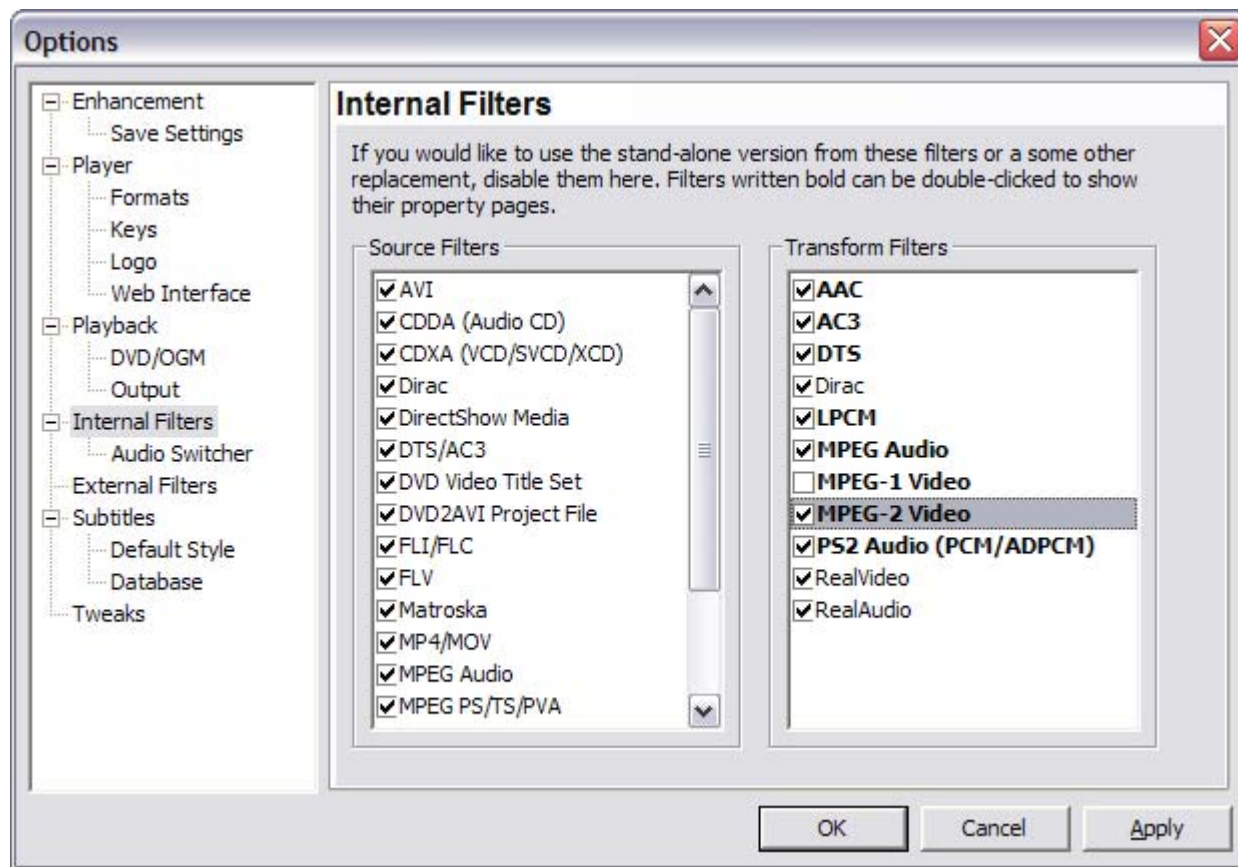 Options
Enhancement
Save Settings
Player
Formats
Keys
Logo
Web Interface
Playback
DVD/OGM
Output
Internal Filters
Audio Switcher
External Filters
Subtitles
Default Style
Database
Tweaks
Internal Filters
If you would like to use the stand-alone version from these filters or a some other
replacement, disable them here. Filters written bold can be double-clicked to show
their property pages.
Source Filters
AVI
CDDA (Audio CD)
CDXA (VCD/SVCD/XCD)
Dirac
DirectShow Media
DTS/AC3
DVD Video Title Set
DVD2AVI Project File
FLI/FLC
FLV
Matroska
MP4/MOV
MPEG Audio
MPEG PS/TS/PVA
Transform Filters
AAC
AC3
DTS
Dirac
LPCM
MPEG Audio
MPEG-1 Video
MPEG-2 Video
PS2 Audio (PCM/ADPCM)
RealVideo
RealAudio
OK
Cancel
Apply